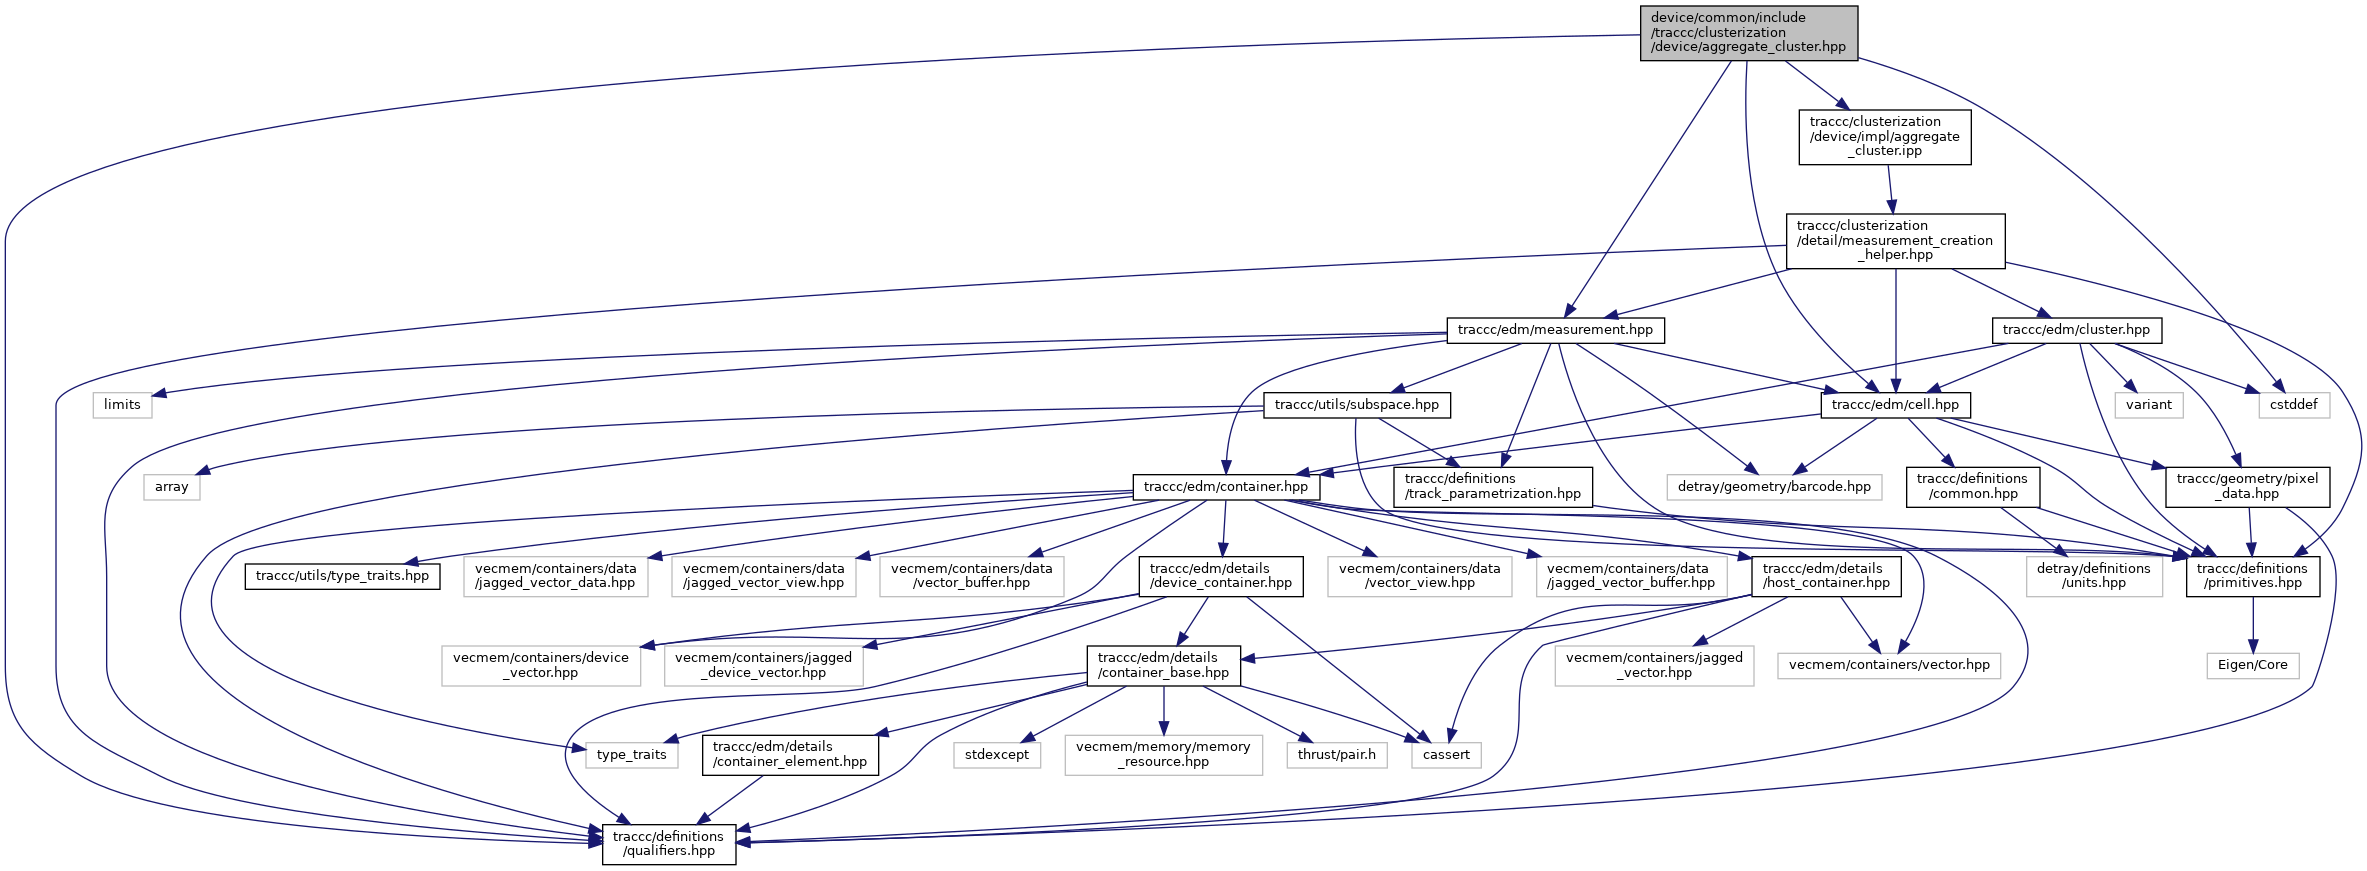 device/common/include
/traccc/clusterization
/device/aggregate_cluster.hpp
traccc/clusterization
/device/impl/aggregate
_cluster.ipp
traccc/clusterization
/detail/measurement_creation
_helper.hpp
traccc/edm/measurement.hpp
traccc/edm/cluster.hpp
limits
traccc/utils/subspace.hpp
traccc/edm/cell.hpp
variant
cstddef
array
traccc/edm/container.hpp
traccc/definitions
/track_parametrization.hpp
detray/geometry/barcode.hpp
traccc/definitions
/common.hpp
traccc/geometry/pixel
_data.hpp
traccc/utils/type_traits.hpp
vecmem/containers/data
/jagged_vector_data.hpp
vecmem/containers/data
/jagged_vector_view.hpp
vecmem/containers/data
/vector_buffer.hpp
traccc/edm/details
/device_container.hpp
vecmem/containers/data
/vector_view.hpp
vecmem/containers/data
/jagged_vector_buffer.hpp
traccc/edm/details
/host_container.hpp
detray/definitions
/units.hpp
traccc/definitions
/primitives.hpp
vecmem/containers/device
_vector.hpp
vecmem/containers/jagged
_device_vector.hpp
traccc/edm/details
/container_base.hpp
vecmem/containers/jagged
_vector.hpp
vecmem/containers/vector.hpp
Eigen/Core
type_traits
traccc/edm/details
/container_element.hpp
stdexcept
vecmem/memory/memory
_resource.hpp
thrust/pair.h
cassert
traccc/definitions
/qualifiers.hpp